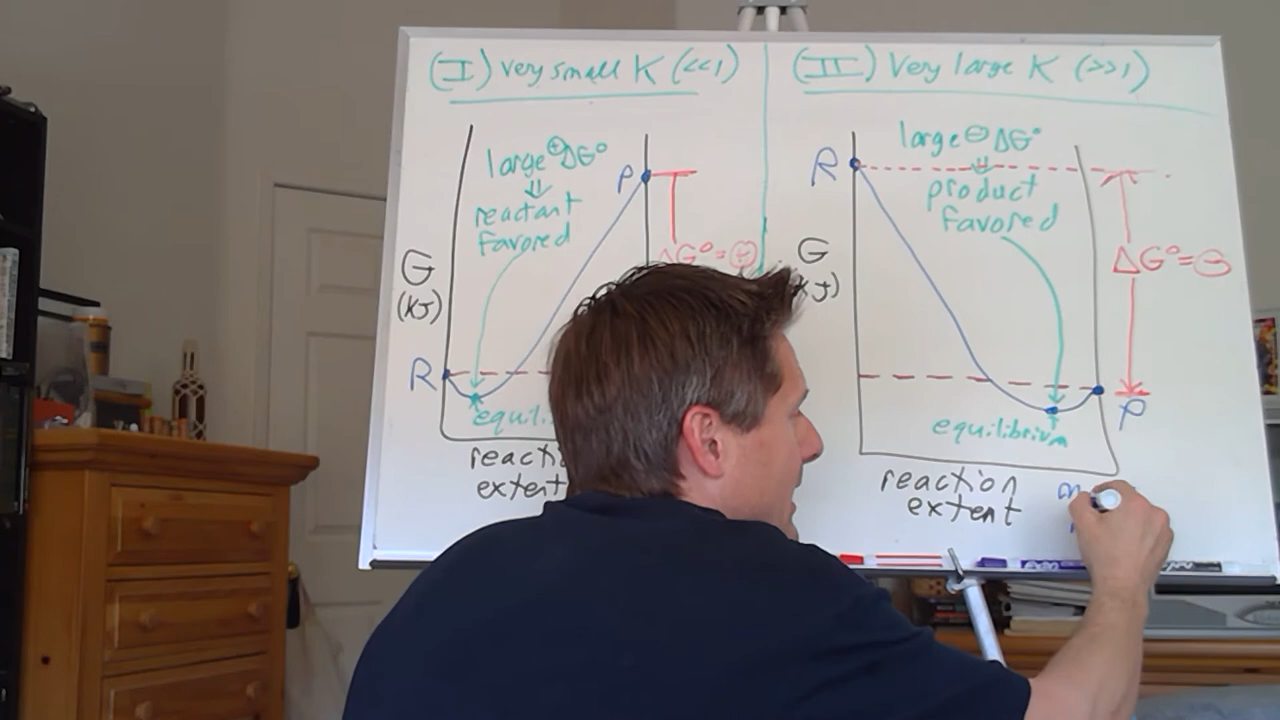 (I) Very small K (<<1)
large ⊕ ΔG°
⇓
reactant
favored
P
ΔG° = ⊕
G
(KJ)
R
reaction
extent
(II) Very large K (>>1)
large ⊖ ΔG°
⇓
product
favored
R
G
ΔG° = ⊖
equilibrium
P
reaction
extent